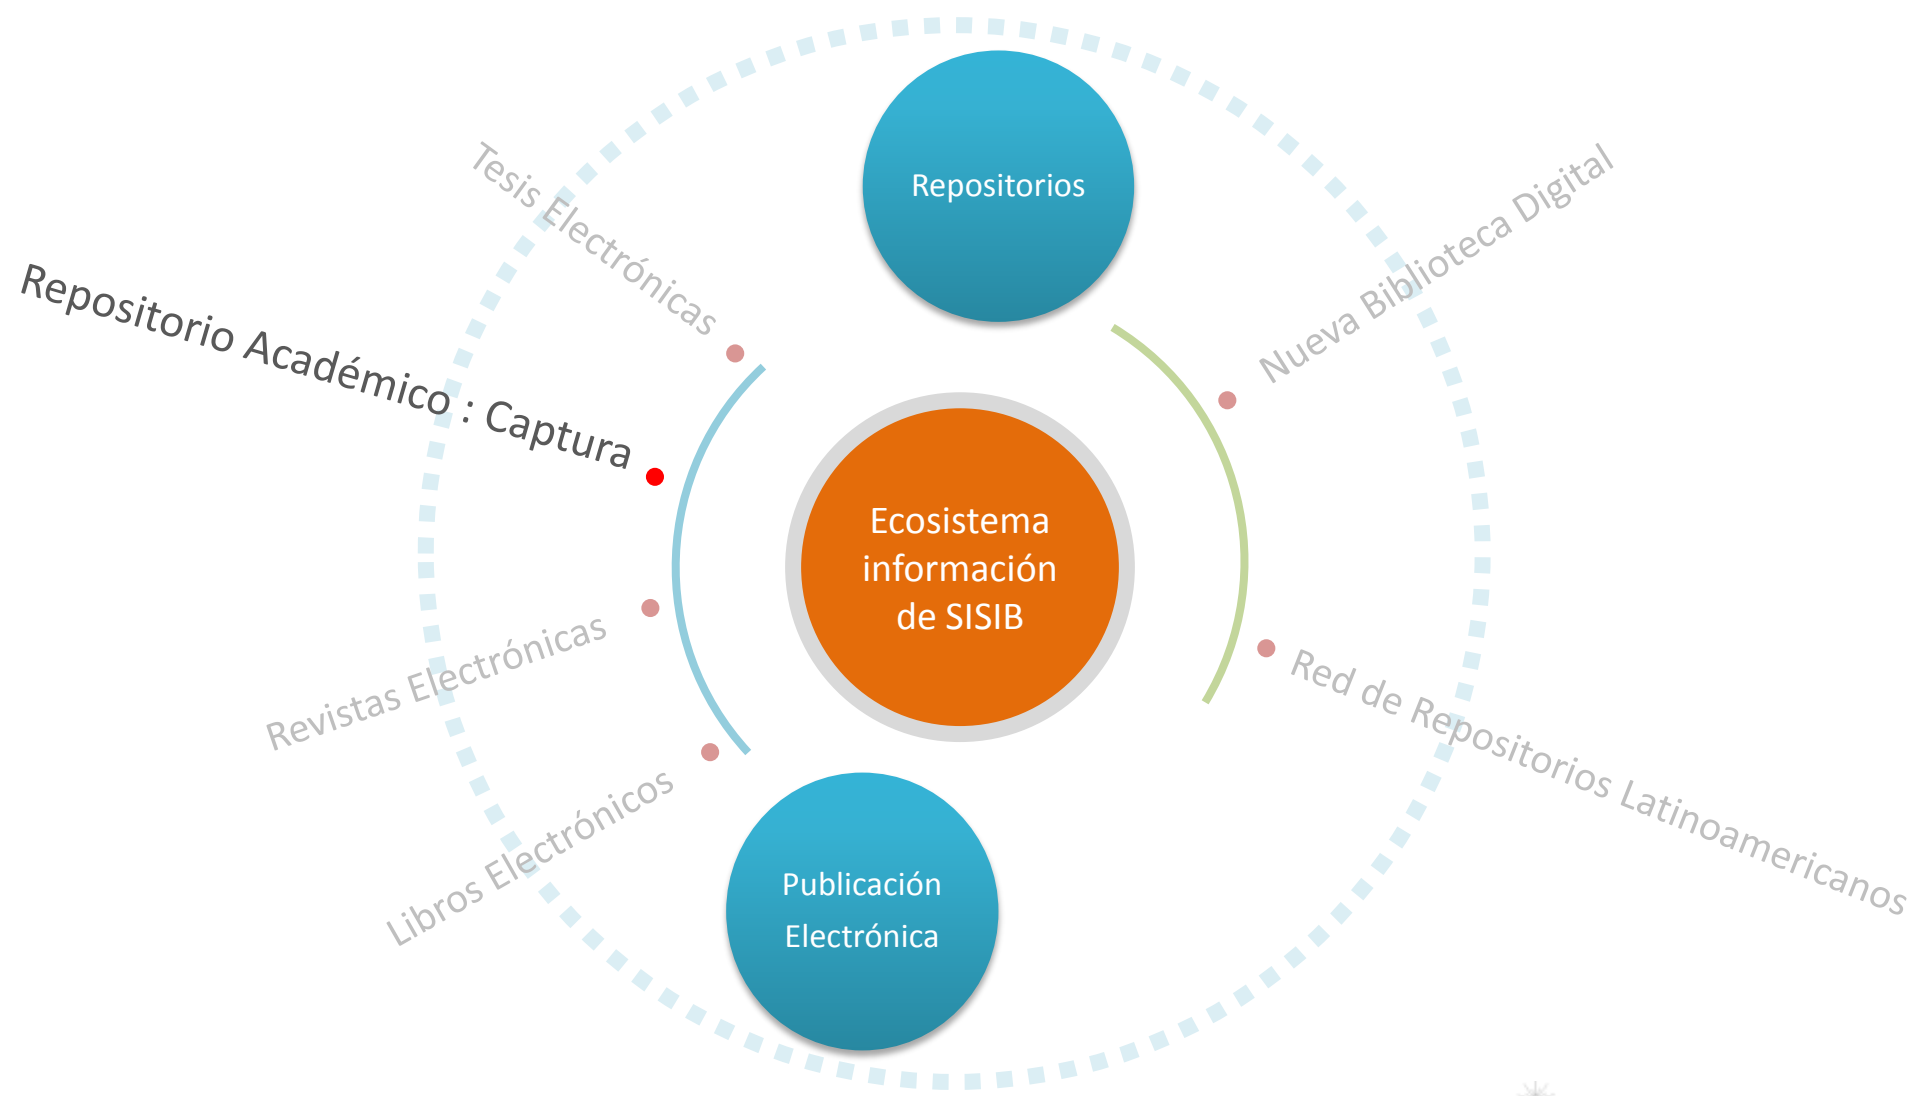 Repositorios
Tesis Electrónicas
Nueva Biblioteca Digital
Repositorio Académico : Captura
Ecosistema
información
de SISIB
Revistas Electrónicas
Red de Repositorios Latinoamericanos
Libros Electrónicos
Publicación
Electrónica